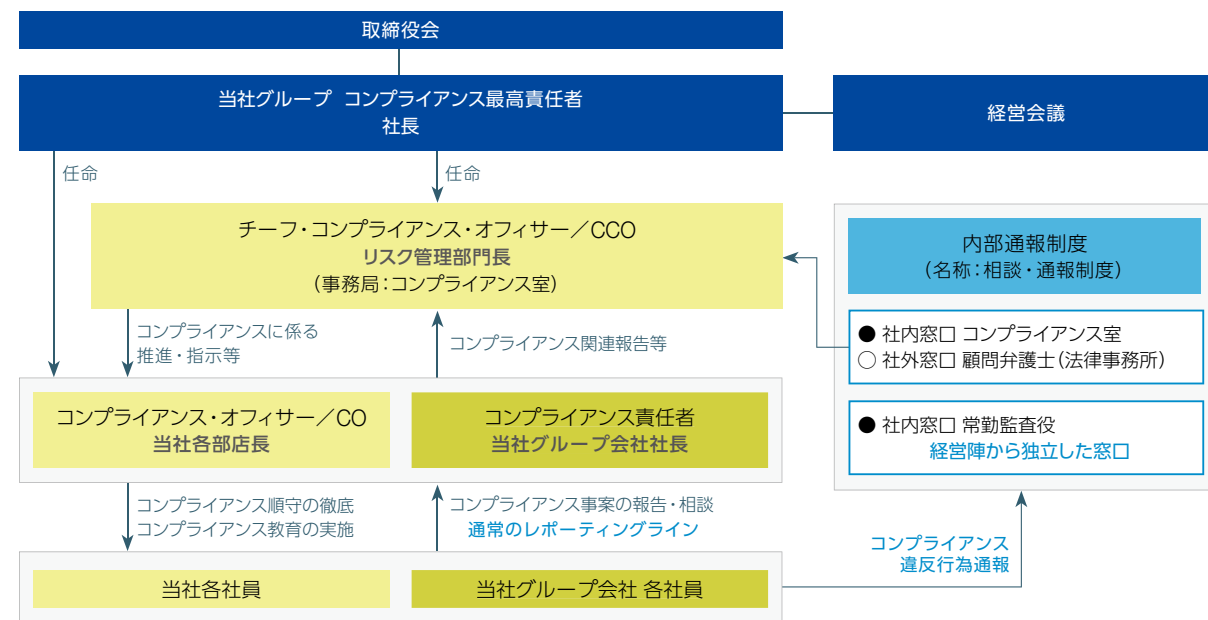 取締役会
当社グループ コンプライアンス最高責任者
社長
経営会議
任命
任命
チーフ・コンプライアンス・オフィサー／CCO
リスク管理部門長
（事務局：コンプライアンス室）
内部通報制度
（名称：相談・通報制度）
コンプライアンスに係る
推進・指示等
コンプライアンス関連報告等
● 社内窓口 コンプライアンス室
○ 社外窓口 顧問弁護士（法律事務所）
コンプライアンス・オフィサー／CO
当社各部店長
コンプライアンス責任者
当社グループ会社社長
● 社内窓口 常勤監査役
経営陣から独立した窓口
コンプライアンス順守の徹底
コンプライアンス教育の実施
コンプライアンス事案の報告・相談
通常のレポーティングライン
コンプライアンス
違反行為通報
当社各社員
当社グループ会社 各社員